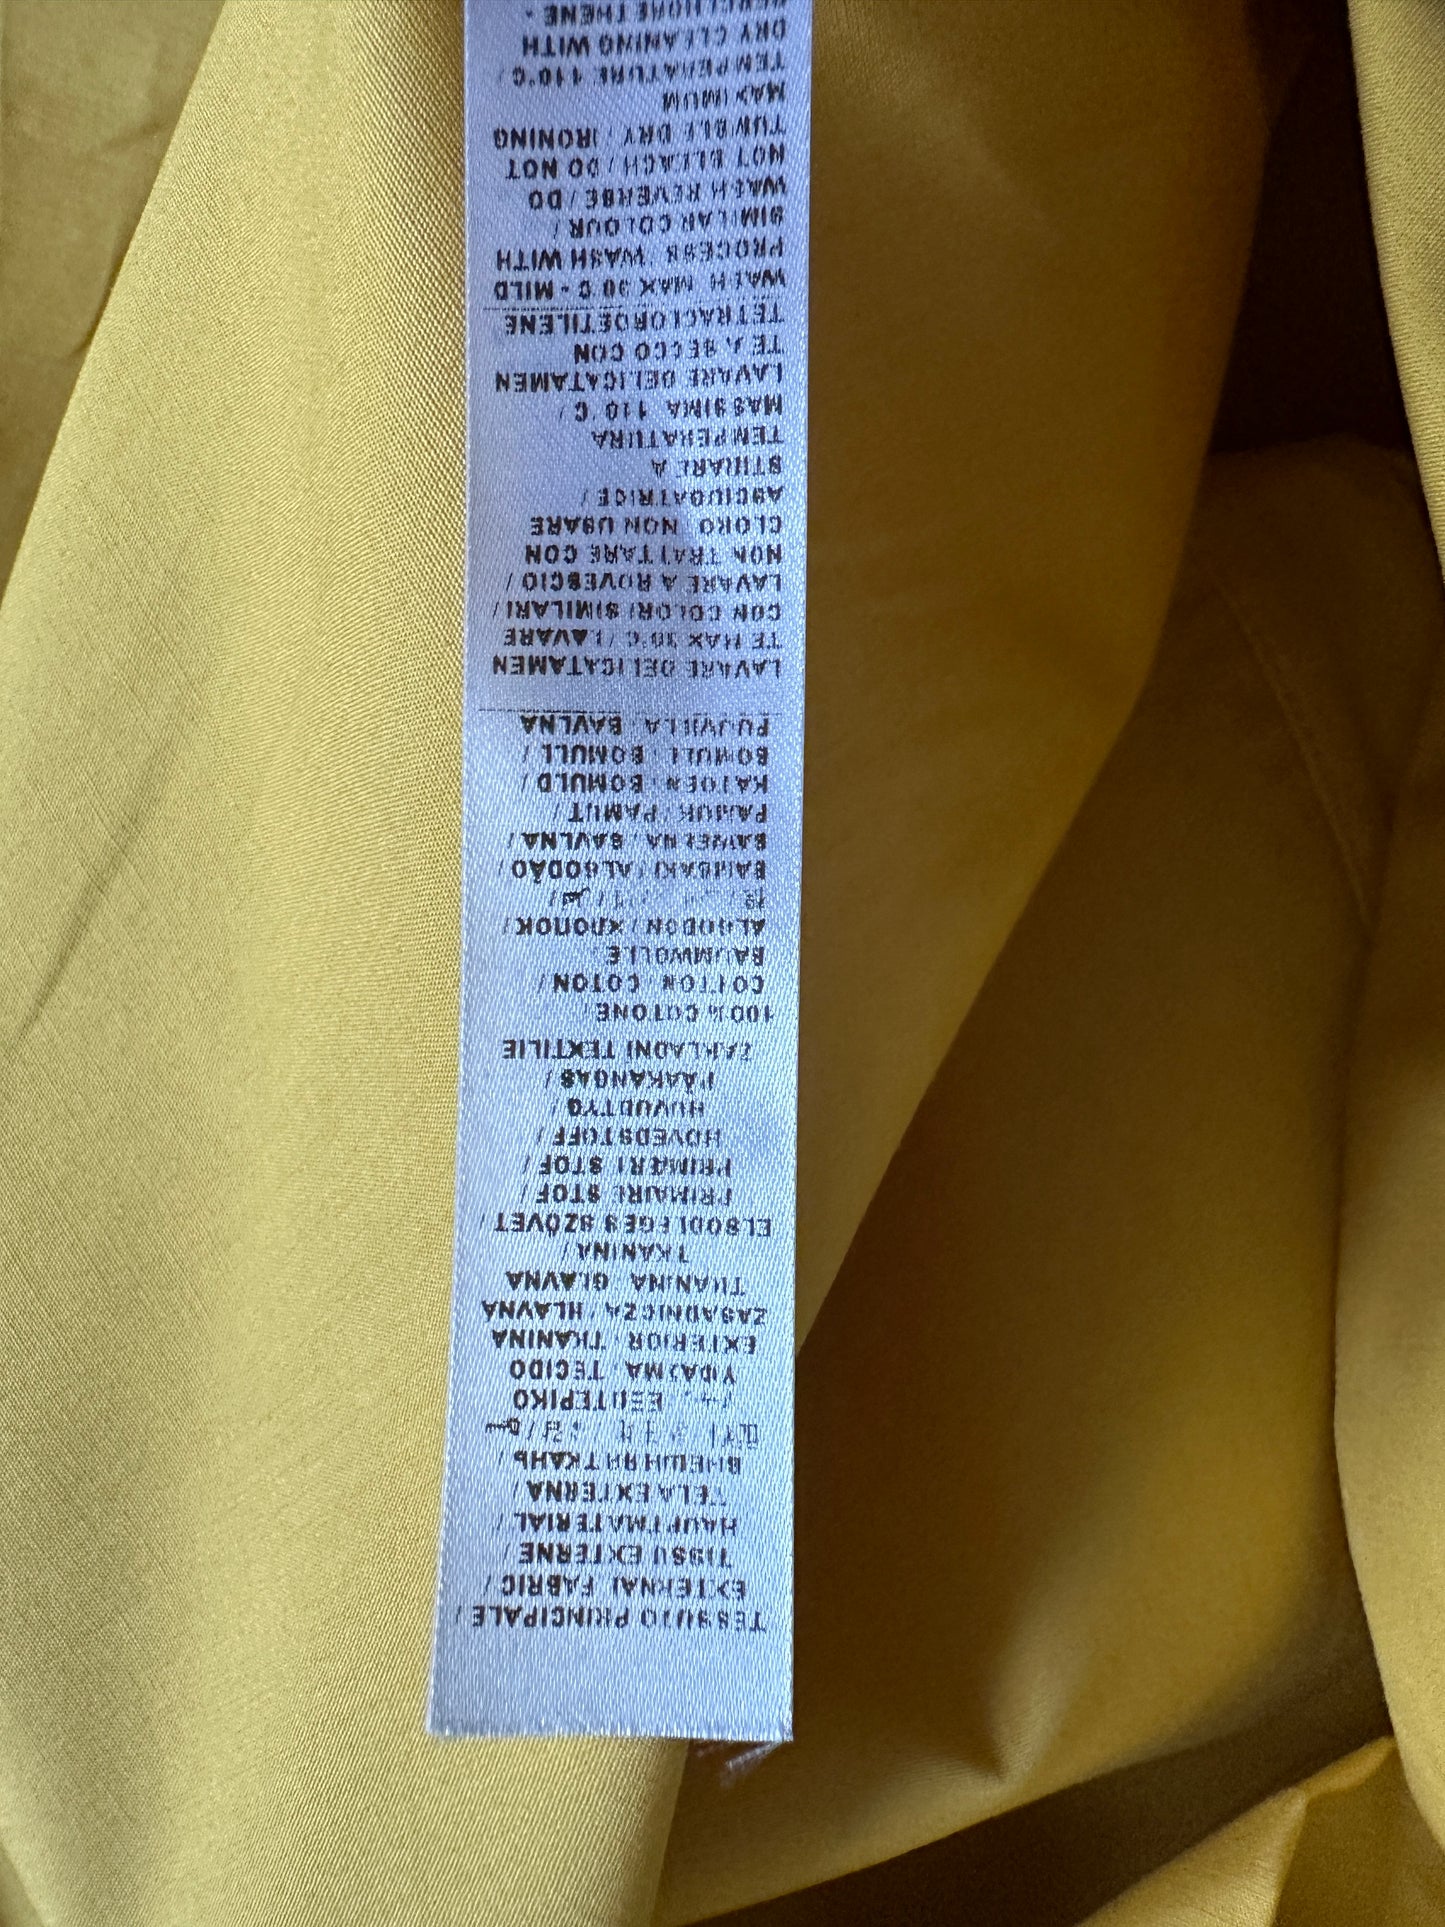 TESSUTO PRINCIPALE /
EXTERNAL FABRIC /
TISSU EXTERNE /
HAUPTMATERIAL /
TELA EXTERNA /
ВНЕШНЯЯ ТКАНЬ /
ΕΞΩΤΕΡΙΚΟ
ΥΦΑΣΜΑ / TECIDO
EXTERIOR / TKANINA
ZASADNICZA / HLAVNÁ
TKANINA / GLAVNA
TKANINA /
ELSŐDLEGES SZÖVET /
PRIMAIRE STOF /
PRIMÆRT STOF /
HOVEDSTOFF /
HUVUDTYG /
PÄÄKANGAS /
ZÁKLADNÍ TEXTILIE
100% COTONE /
COTTON / COTON /
BAUMWOLLE /
ALGODON / ХЛОПОК /
ΒΑΜΒΑΚΙ / ALGODÃO /
BAWEŁNA / BAVLNA /
PAMUK / PAMUT /
KATOEN / BOMULD /
BOMULL / BOMULL /
PUUVILLA / BAVLNA
LAVARE DELICATAMEN
TE MAX 30°C / LAVARE
CON COLORI SIMILARI /
LAVARE A ROVESCIO /
NON TRATTARE CON
CLORO / NON USARE
ASCIUGATRICE /
STIRARE A
TEMPERATURA
MASSIMA 110°C /
LAVARE DELICATAMEN
TE A SECCO CON
TETRACLOROETILENE
WASH MAX 30°C - MILD
PROCESS / WASH WITH
SIMILAR COLOUR /
WASH REVERSE / DO
NOT BLEACH / DO NOT
TUMBLE DRY / IRONING
MAXIMUM
TEMPERATURE 110°C /
DRY CLEANING WITH
PERCHLORETHENE -